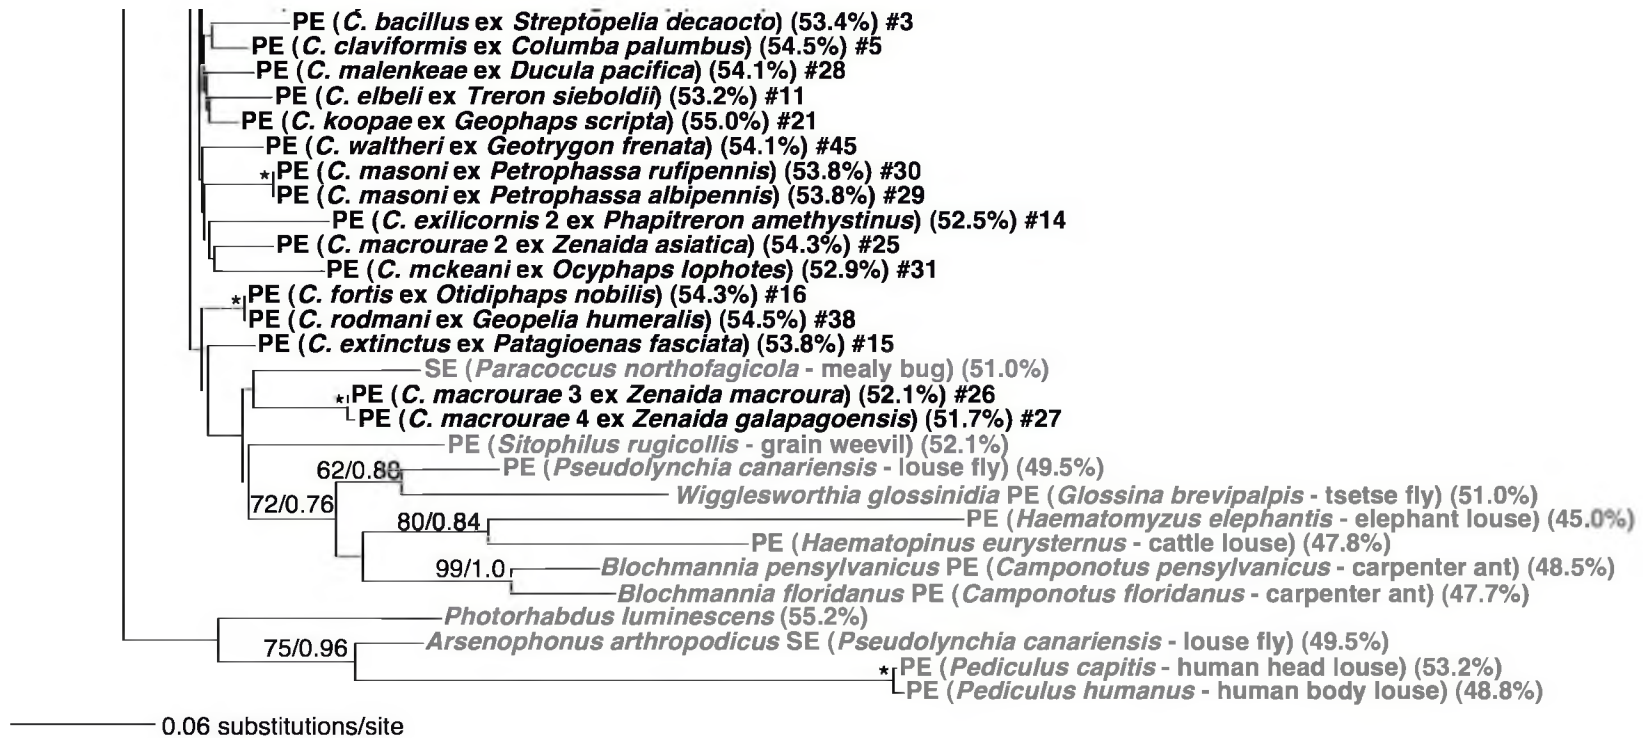 PE (C. bacillus ex Streptopelia decaocto) (53.4%) #3
PE (C. claviformis ex Columba palumbus) (54.5%) #5
PE (C. malenkeae ex Ducula pacifica) (54.1%) #28
PE (C. elbeli ex Treron sieboldii) (53.2%) #11
PE (C. koopae ex Geophaps scripta) (55.0%) #21
PE (C. waltheri ex Geotrygon frenata) (54.1%) #45
*PE (C. masoni ex Petrophassa rufipennis) (53.8%) #30
PE (C. masoni ex Petrophassa albipennis) (53.8%) #29
PE (C. exilicornis 2 ex Phapitreron amethystinus) (52.5%) #14
PE (C. macrourae 2 ex Zenaida asiatica) (54.3%) #25
PE (C. mckeani ex Ocyphaps lophotes) (52.9%) #31
*PE (C. fortis ex Otidiphaps nobilis) (54.3%) #16
PE (C. rodmani ex Geopelia humeralis) (54.5%) #38
PE (C. extinctus ex Patagioenas fasciata) (53.8%) #15
SE (Paracoccus northofagicola - mealy bug) (51.0%)
*PE (C. macrourae 3 ex Zenaida macroura) (52.1%) #26
PE (C. macrourae 4 ex Zenaida galapagoensis) (51.7%) #27
PE (Sitophilus rugicollis - grain weevil) (52.1%)
62/0.80 PE (Pseudolynchia canariensis - louse fly) (49.5%)
Wigglesworthia glossinidia PE (Glossina brevipalpis - tsetse fly) (51.0%)
72/0.76
80/0.84 PE (Haematomyzus elephantis - elephant louse) (45.0%)
PE (Haematopinus eurysternus - cattle louse) (47.8%)
99/1.0 Blochmannia pensylvanicus PE (Camponotus pensylvanicus - carpenter ant) (48.5%)
Blochmannia floridanus PE (Camponotus floridanus - carpenter ant) (47.7%)
Photorhabdus luminescens (55.2%)
75/0.96 Arsenophonus arthropodicus SE (Pseudolynchia canariensis - louse fly) (49.5%)
*PE (Pediculus capitis - human head louse) (53.2%)
PE (Pediculus humanus - human body louse) (48.8%)
0.06 substitutions/site